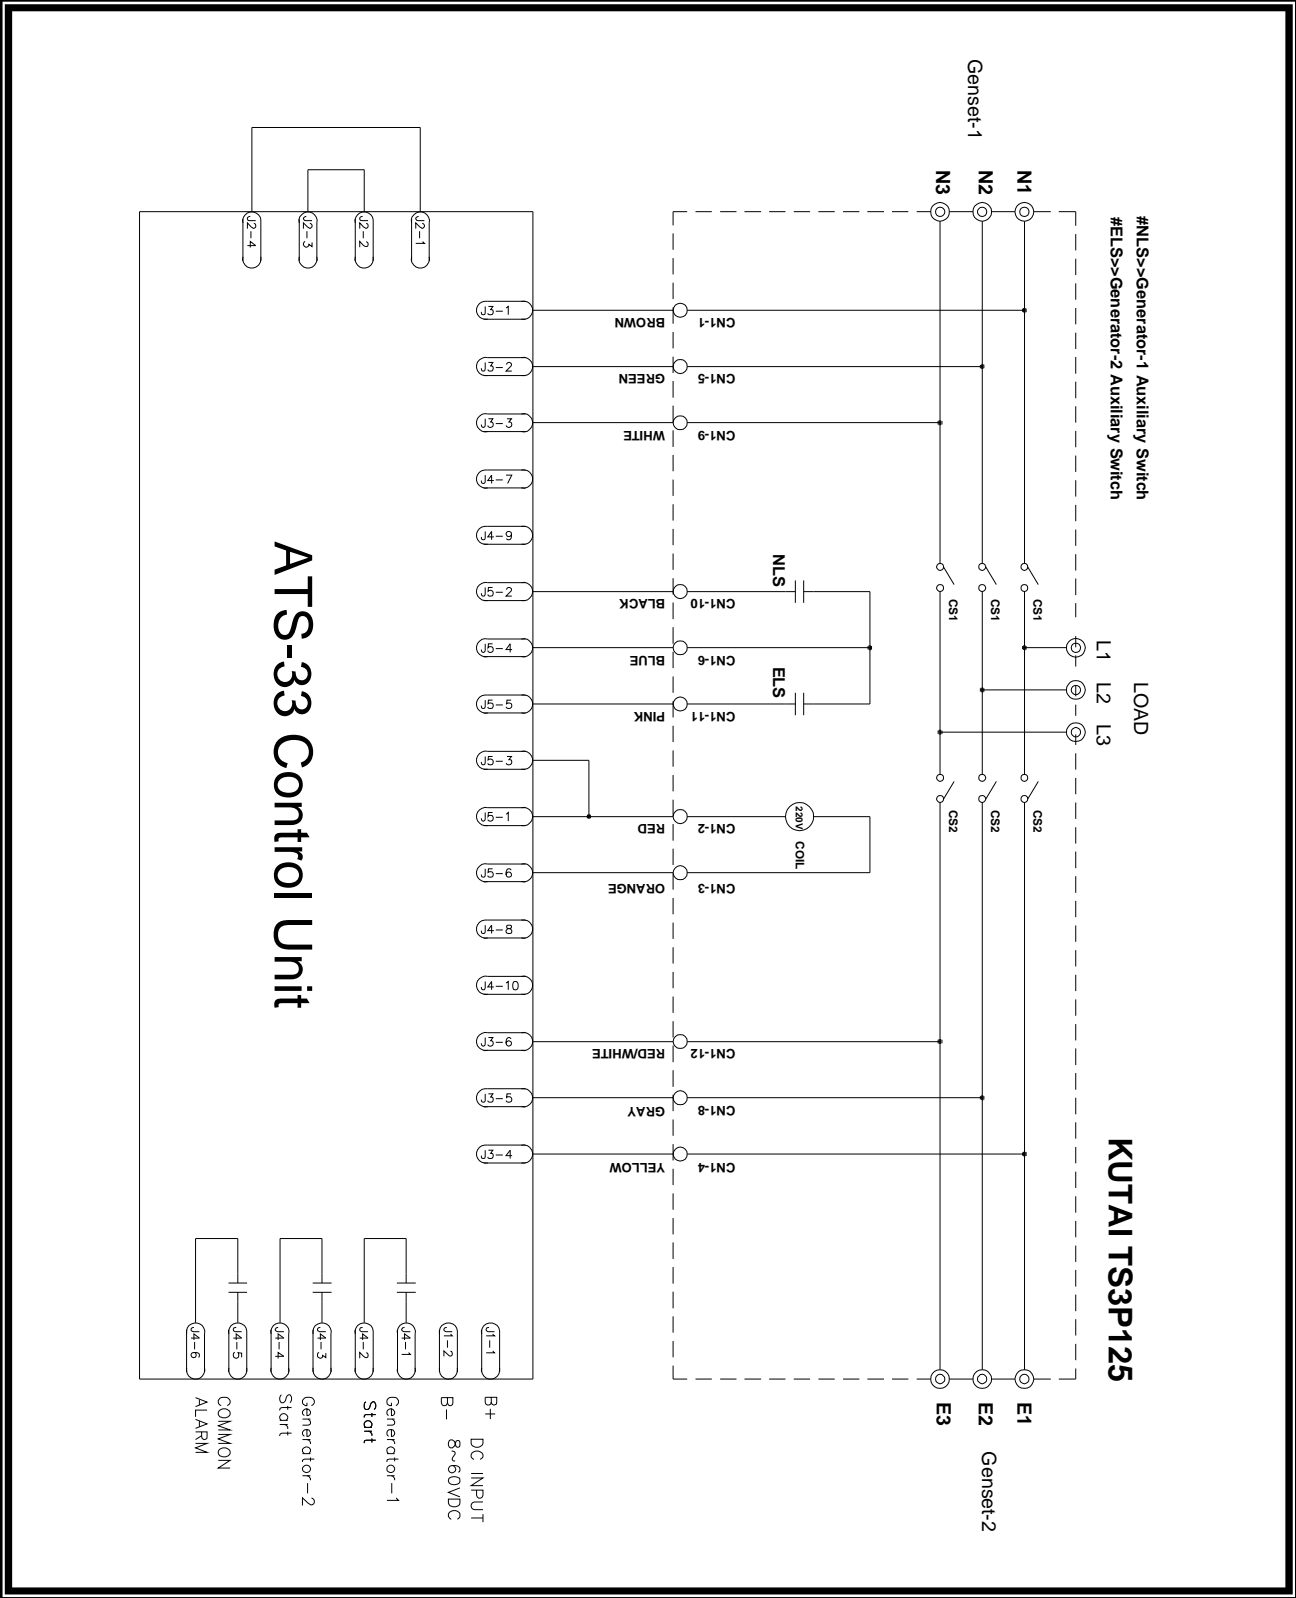 KUTAI TS3P125
#NLS>>Generator-1 Auxiliary Switch
#ELS>>Generator-2 Auxiliary Switch
Genset-1
N1
N2
N3
LOAD
L1
L2
L3
CS1
CS1
CS1
CS2
CS2
CS2
E1
E2
E3
Genset-2
NLS
ELS
220V
COIL
CN1-1
CN1-5
CN1-9
CN1-10
CN1-6
CN1-11
CN1-2
CN1-3
CN1-12
CN1-8
CN1-4
BROWN
GREEN
WHITE
BLACK
BLUE
PINK
RED
ORANGE
RED/WHITE
GRAY
YELLOW
J3-1
J3-2
J3-3
J4-7
J4-9
J5-2
J5-4
J5-5
J5-3
J5-1
J5-6
J4-8
J4-10
J3-6
J3-5
J3-4
J2-1
J2-2
J2-3
J2-4
ATS-33 Control Unit
J1-1
J1-2
J4-1
J4-2
J4-3
J4-4
J4-5
J4-6
B+
B-
DC INPUT
8~60VDC
Generator-1
Start
Generator-2
Start
COMMON
ALARM